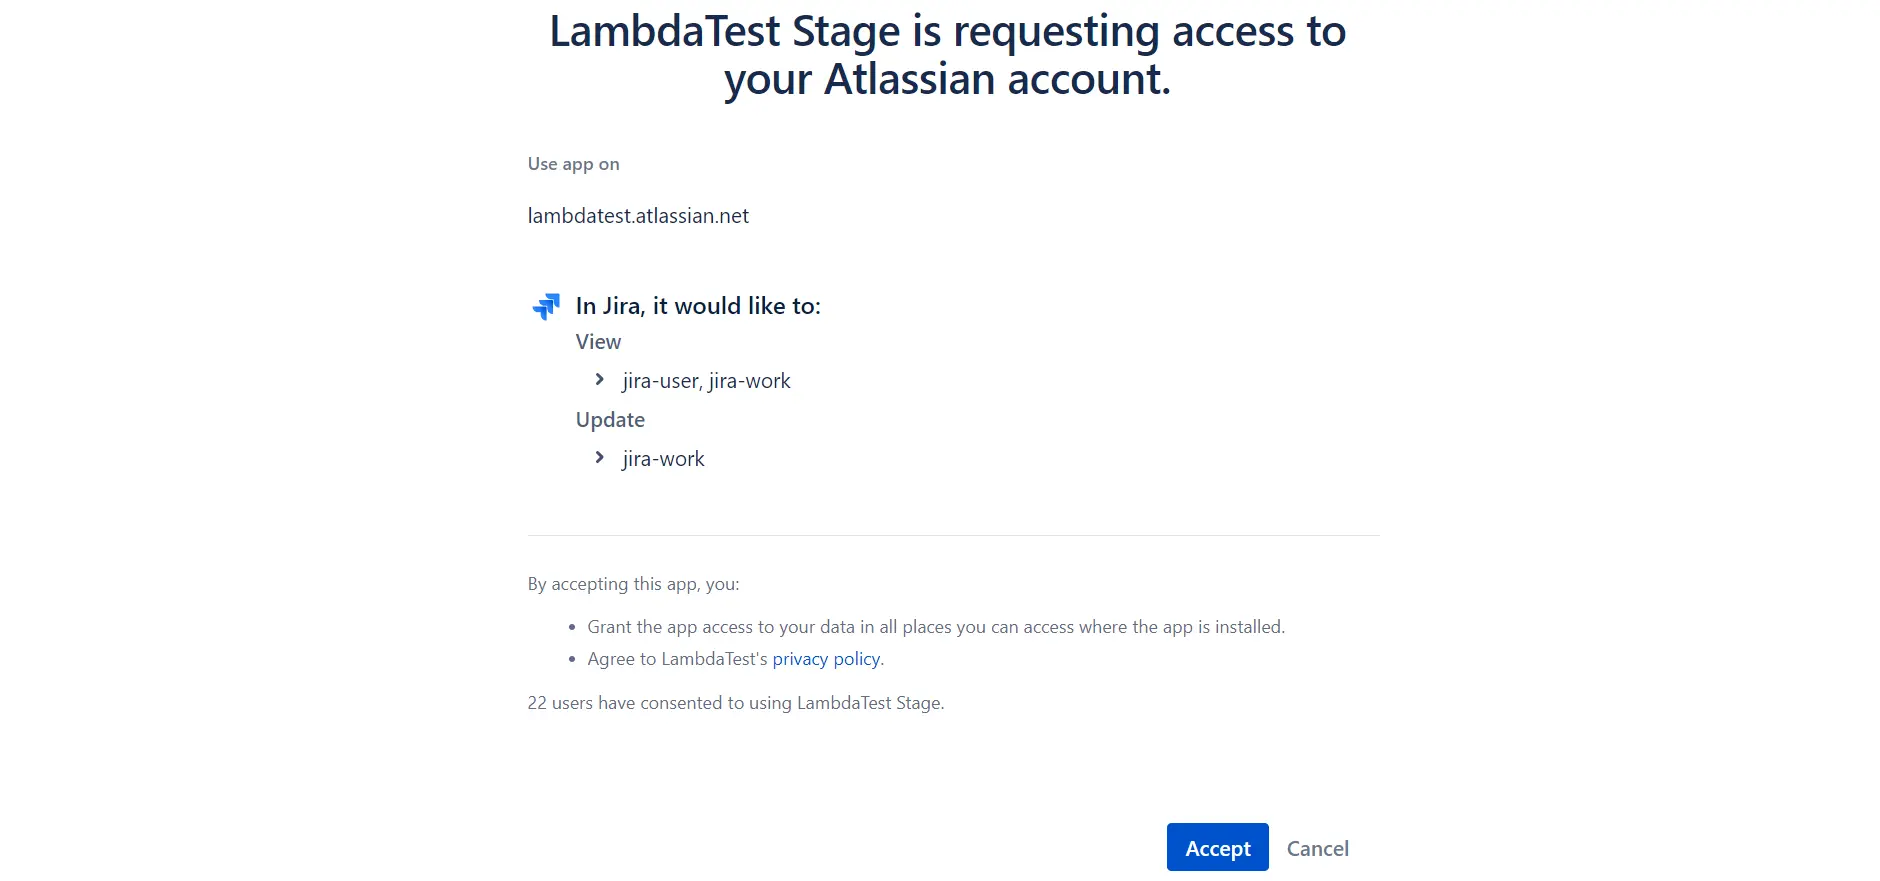 LambdaTest Stage is requesting access to
your Atlassian account.
Use app on
lambdatest.atlassian.net
In Jira, it would like to:
View
jira-user, jira-work
Update
jira-work
By accepting this app, you:
• Grant the app access to your data in all places you can access where the app is installed.
• Agree to LambdaTest's privacy policy.
22 users have consented to using LambdaTest Stage.
Accept Cancel